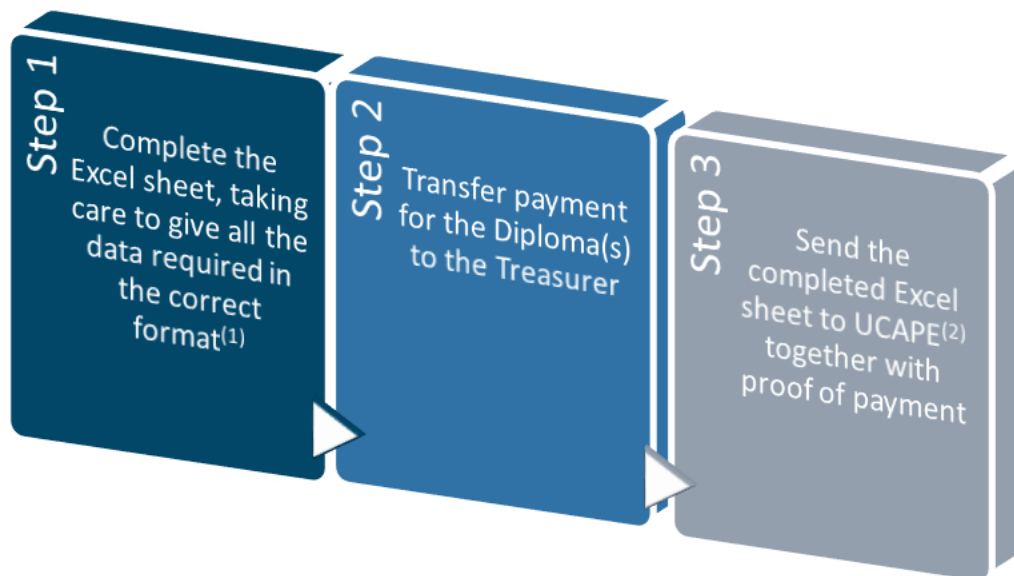 Step 1
Complete the
Excel sheet, taking
care to give all the
data required in
the correct
format(1)
Step 2
Transfer payment
for the Diploma(s)
to the Treasurer
Step 3
Send the
completed Excel
sheet to UCAPE(2)
together with
proof of payment